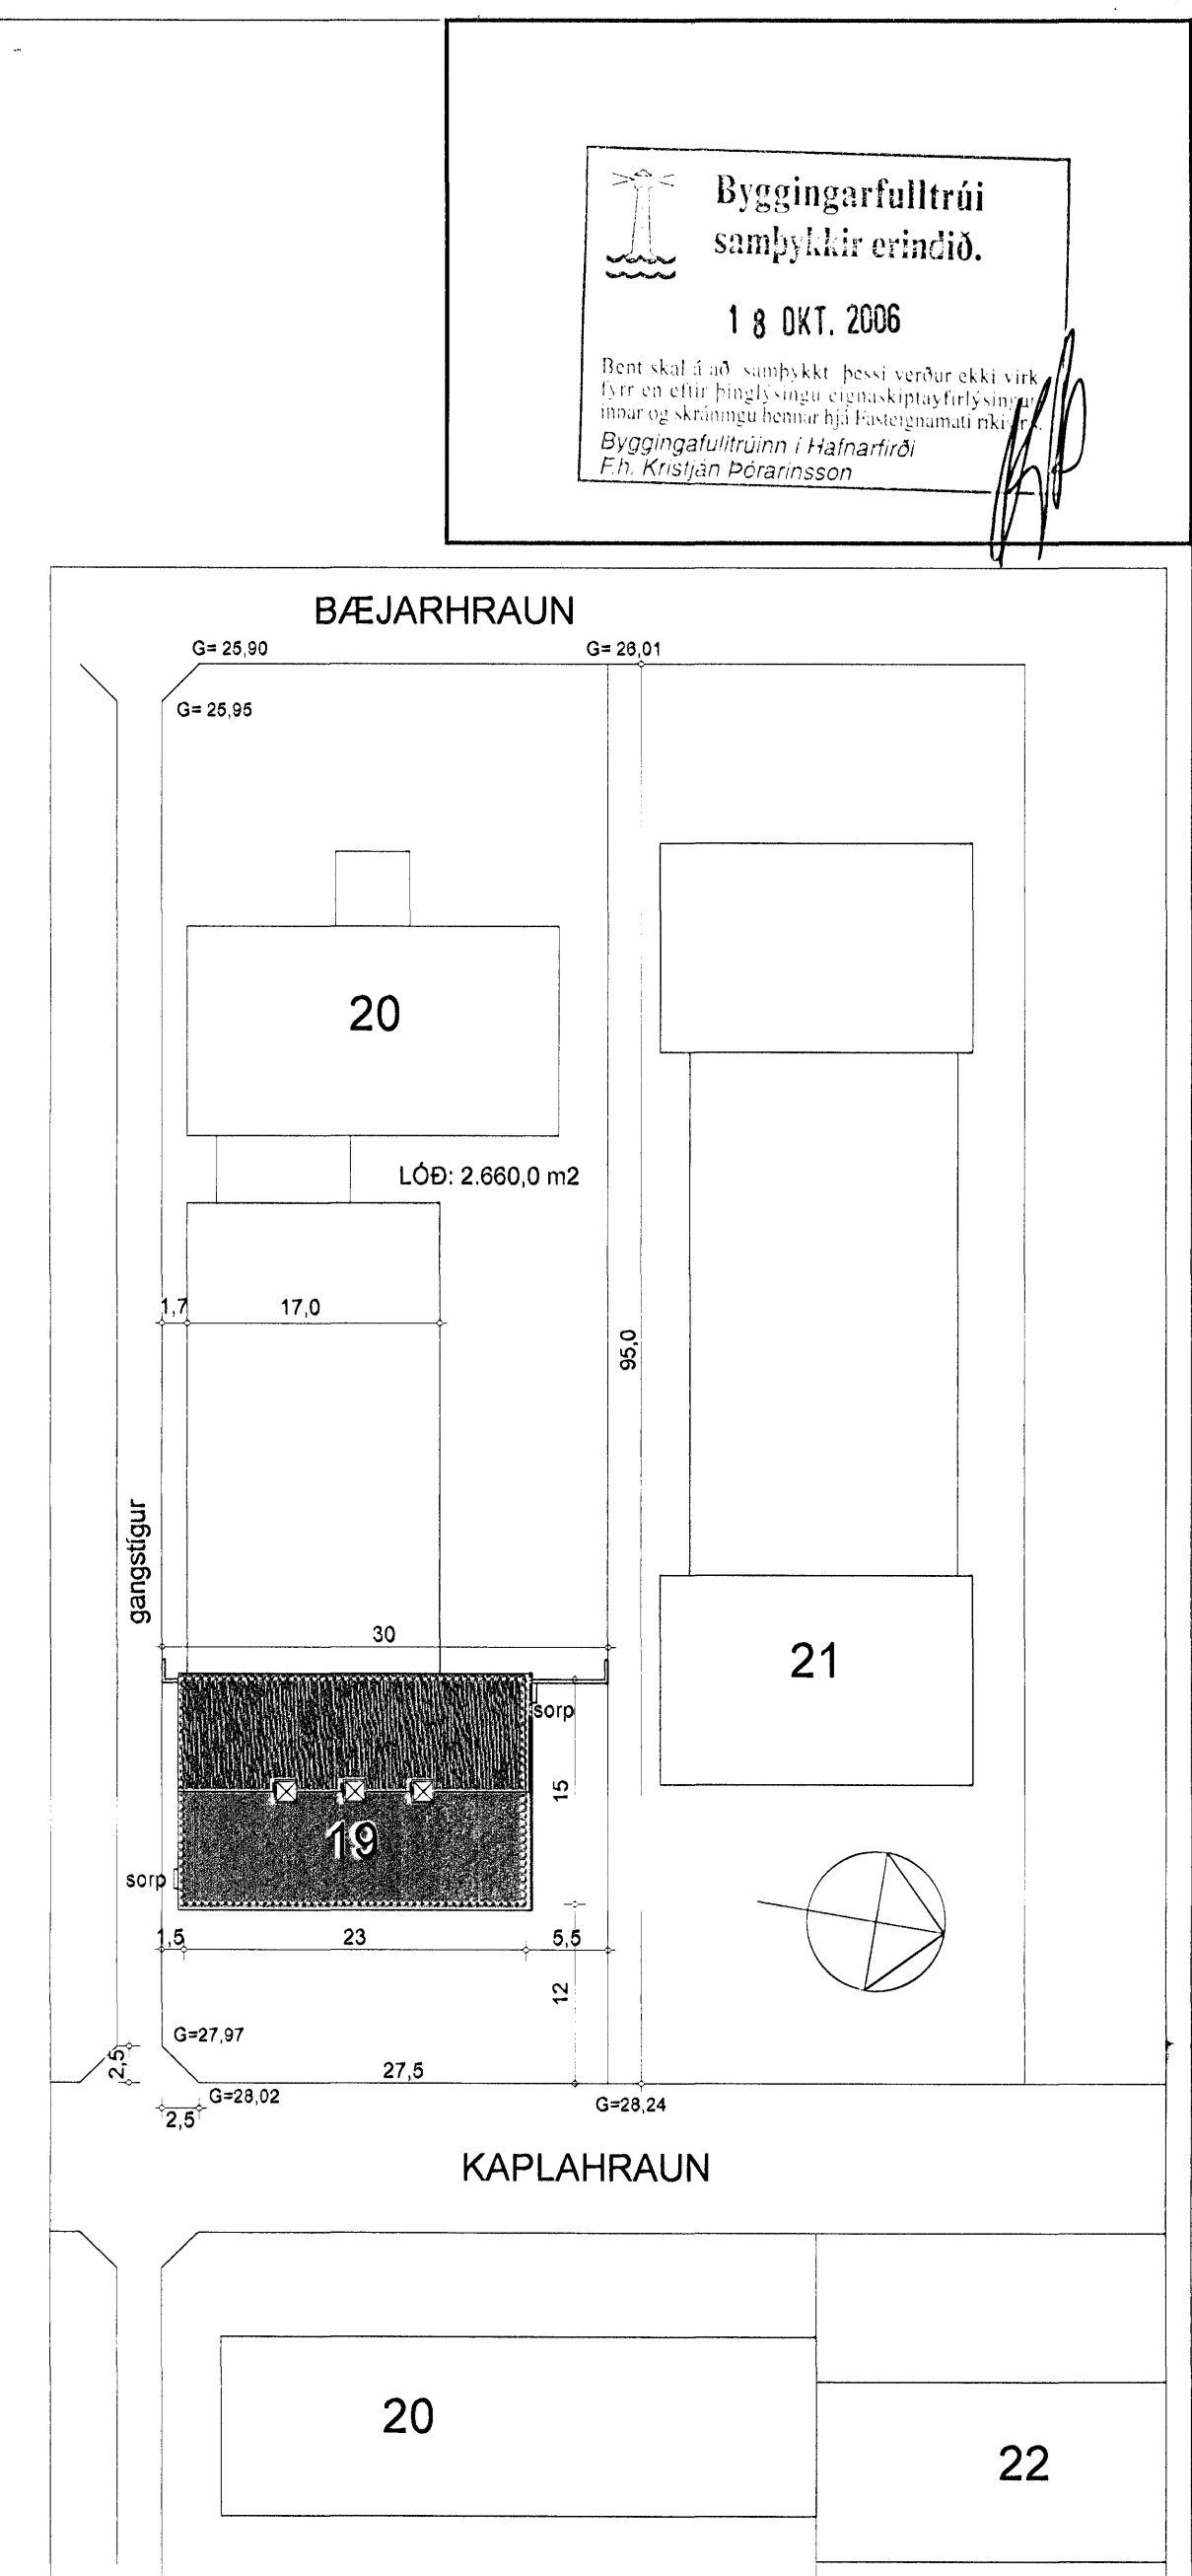 Byggingarfulltrúi
samþykkir erindið.
18 OKT. 2006
Bent skal á að samþykkt þessi verður ekki virk
fyrr en eftir þinglýsingu eignaskiptayfirlýsingar
innar og skráningu hennar hjá Fasteignamati ríkisins.
Byggingafulltrúinn í Hafnarfirði
F.h. Kristján Þórarinsson
BÆJARHRAUN
G= 25,90
G= 26,01
G= 25,95
20
LÓÐ: 2.660,0 m2
1,7
17,0
95,0
gangstígur
30
21
sorp
15
19
sorp
1,5
23
5,5
12
G=27,97
2,5
27,5
G=28,02
G=28,24
2,5
KAPLAHRAUN
20
22